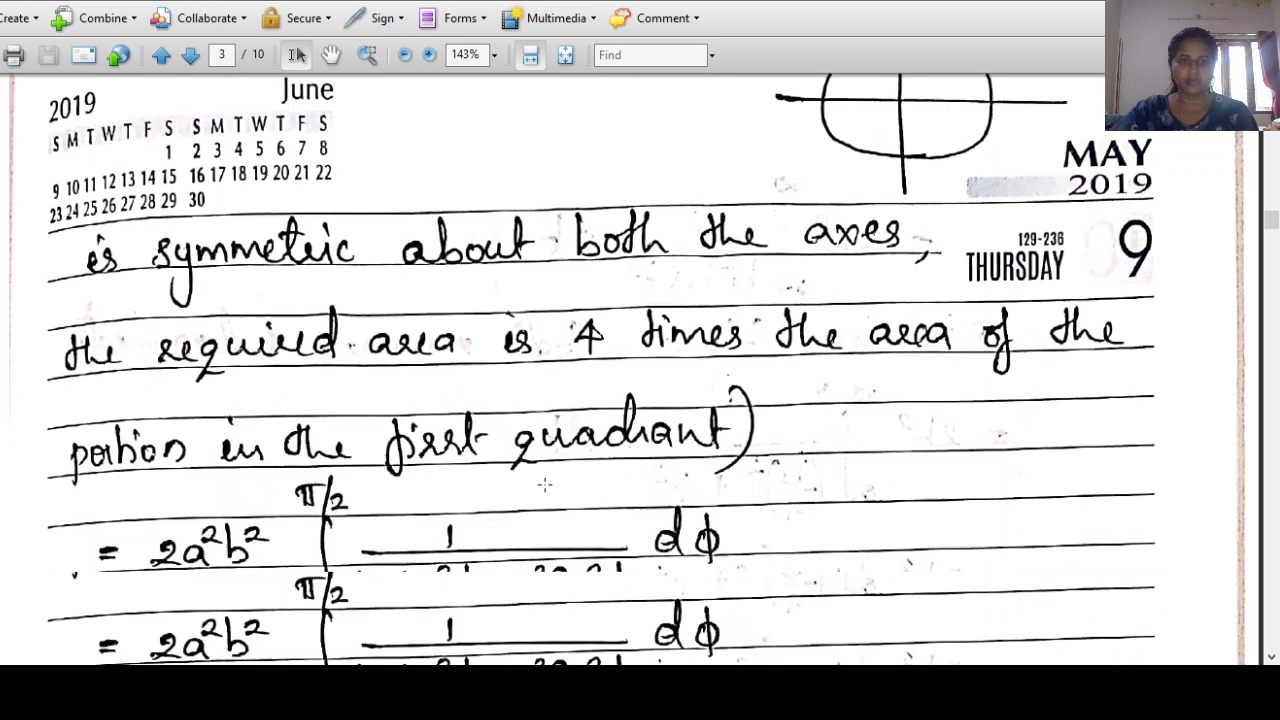 Create Combine Collaborate Secure Sign Forms Multimedia Comment
3 / 10 143% Find
2019 June
S M T W T F S S M T W T F S
1 2 3 4 5 6 7 8
9 10 11 12 13 14 15 16 17 18 19 20 21 22
23 24 25 26 27 28 29 30
MAY
2019
129-236
THURSDAY 9
is symmetric about both the axes,
the required area is 4 times the area of the
portion in the first quadrant)
π/2
= 2a²b² ∫ 1 dϕ
π/2
= 2a²b² ∫ 1 dϕ